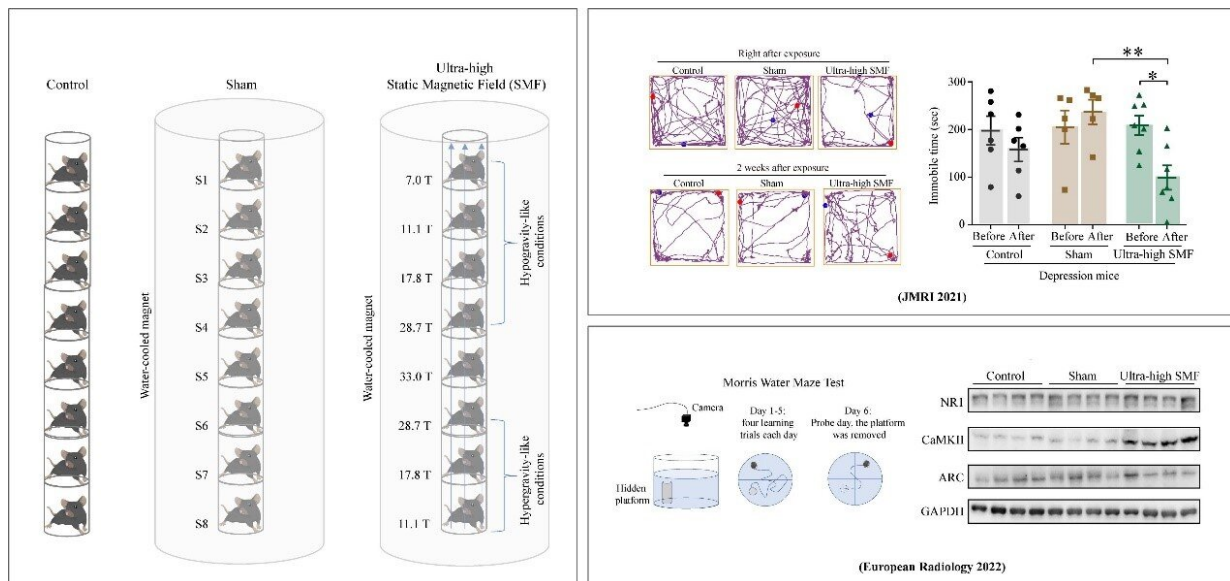 Control
Sham
Ultra-high
Static Magnetic Field (SMF)
Water-cooled magnet
S1
S2
S3
S4
S5
S6
S7
S8
Water-cooled magnet
7.0 T
11.1 T
17.8 T
28.7 T
33.0 T
28.7 T
17.8 T
11.1 T
Hypogravity-like
conditions
Hypergravity-like
conditions
Right after exposure
Control
Sham
Ultra-high SMF
2 weeks after exposure
Control
Sham
Ultra-high SMF
Immobile time (sec)
300
200
100
0
**
*
Before After
Before After
Before After
Control
Sham
Ultra-high SMF
Depression mice
(JMRI 2021)
Morris Water Maze Test
Camera
Hidden
platform
Day 1-5:
four learning
trials each day
Day 6:
Probe day. the platform
was removed
Control
Sham
Ultra-high SMF
NR1
CaMKII
ARC
GAPDH
(European Radiology 2022)